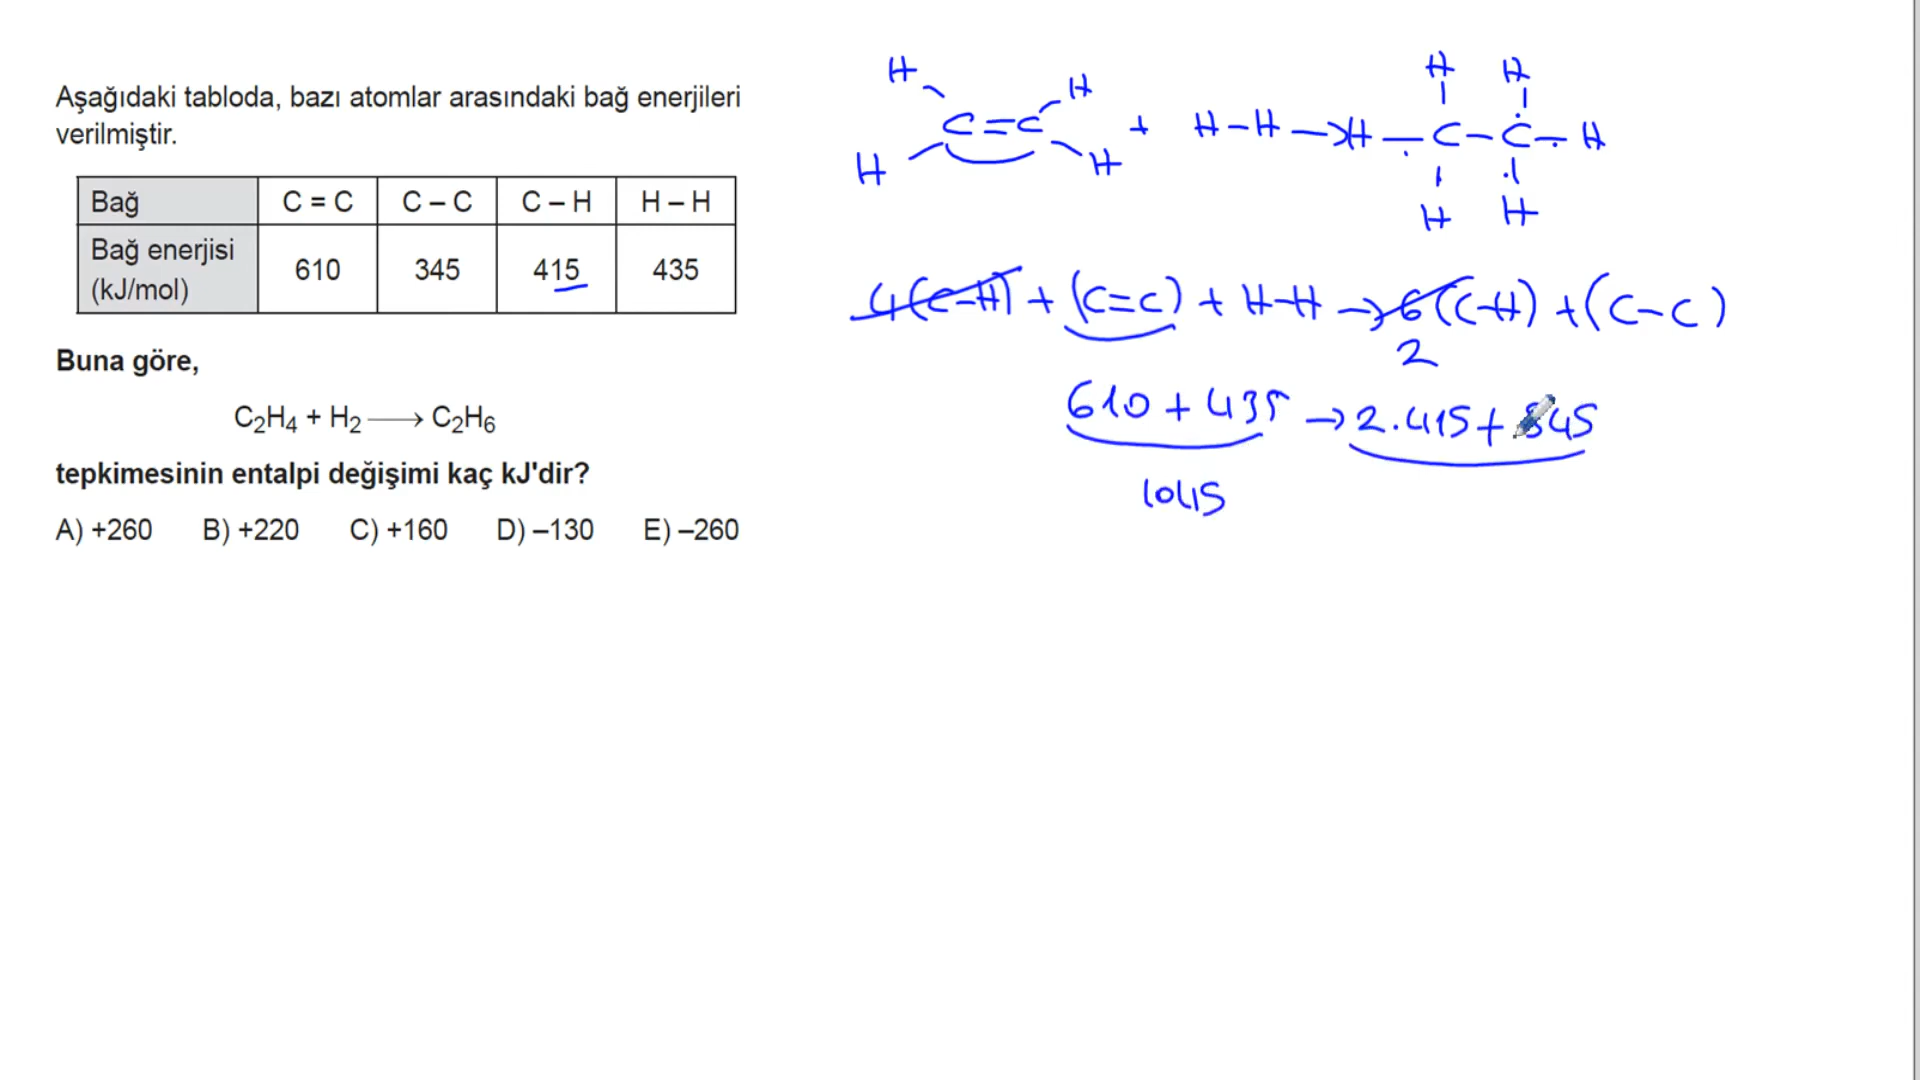 Aşağıdaki tabloda, bazı atomlar arasındaki bağ enerjileri
verilmiştir.
Bağ C = C C – C C – H H – H
Bağ enerjisi (kJ/mol) 610 345 415 435
Buna göre,
C₂H₄ + H₂ ⟶ C₂H₆
tepkimesinin entalpi değişimi kaç kJ'dir?
A) +260 B) +220 C) +160 D) –130 E) –260
H H H H
C=C + H-H → H-C-C-H
H H H H
4(C-H) + (C=C) + H-H → 6(C-H) + (C-C)
2
610 + 435 → 2.415 + 345
1045